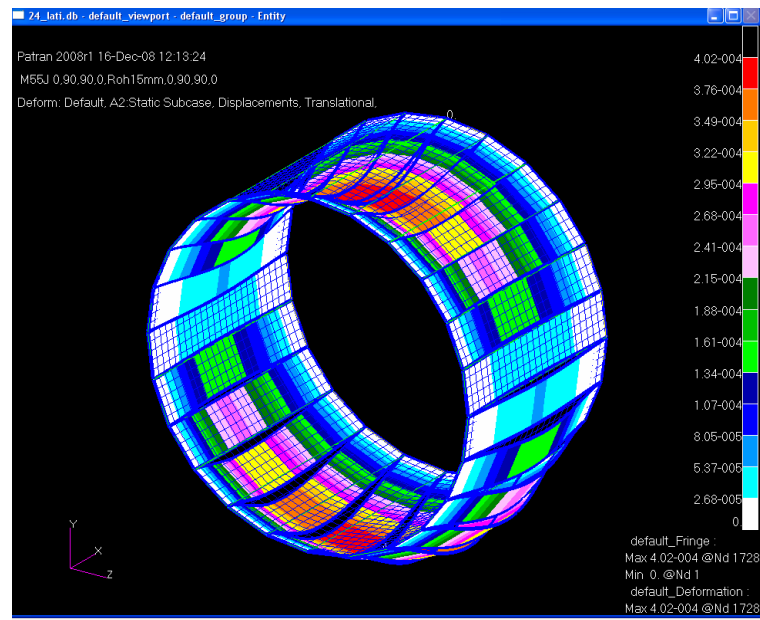 24_lati.db - default_viewport - default_group - Entity
Patran 2008r1 16-Dec-08 12:13:24
M55J 0,90,90,0,Roh15mm,0,90,90,0
Deform: Default, A2:Static Subcase, Displacements, Translational,
0.
4.02-004
3.76-004
3.49-004
3.22-004
2.95-004
2.68-004
2.41-004
2.15-004
1.88-004
1.61-004
1.34-004
1.07-004
8.05-005
5.37-005
2.68-005
0
default_Fringe :
Max 4.02-004 @Nd 1728
Min 0. @Nd 1
default_Deformation :
Max 4.02-004 @Nd 1728
Y
X
Z